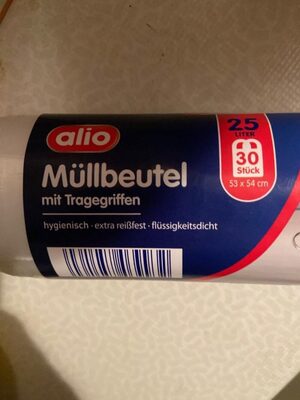 alio
Müllbeutel
mit Tragegriffen
hygienisch · extra reißfest · flüssigkeitsdicht
25
LITER
30
Stück
53 x 54 cm